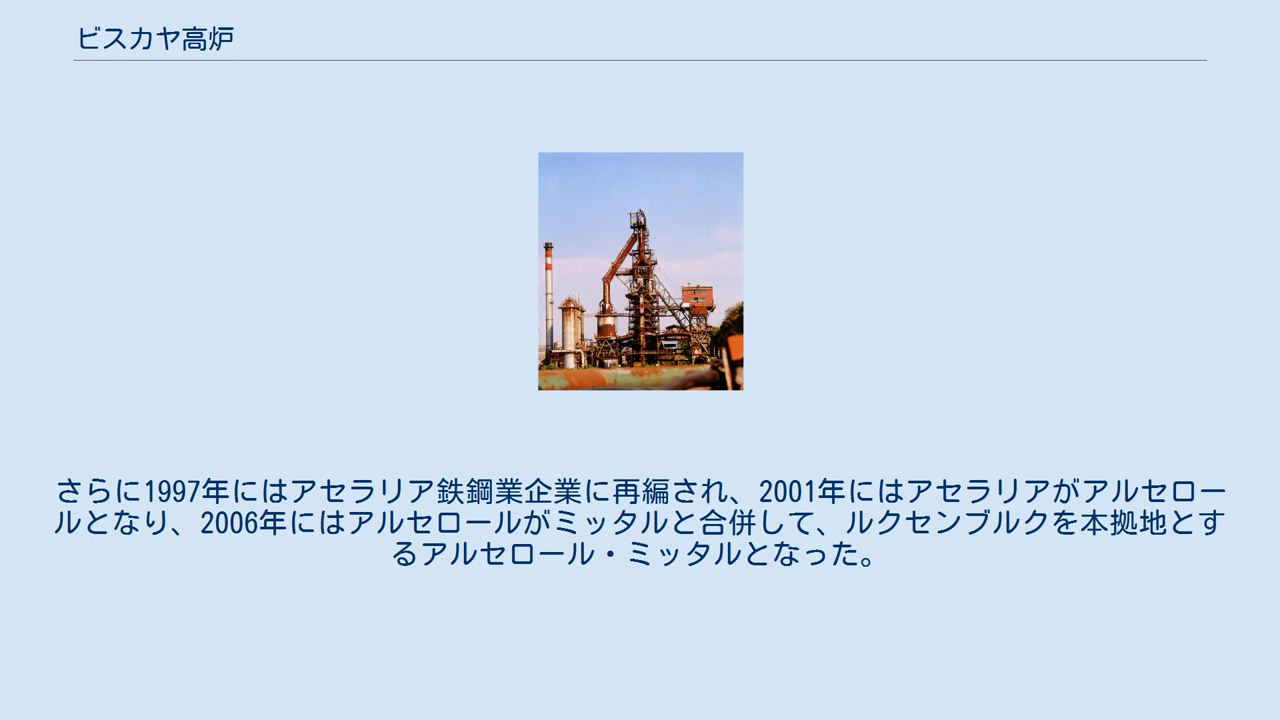 ビスカヤ高炉
さらに1997年にはアセラリア鉄鋼業企業に再編され、2001年にはアセラリアがアルセロー
ルとなり、2006年にはアルセロールがミッタルと合併して、ルクセンブルクを本拠地とす
るアルセロール・ミッタルとなった。